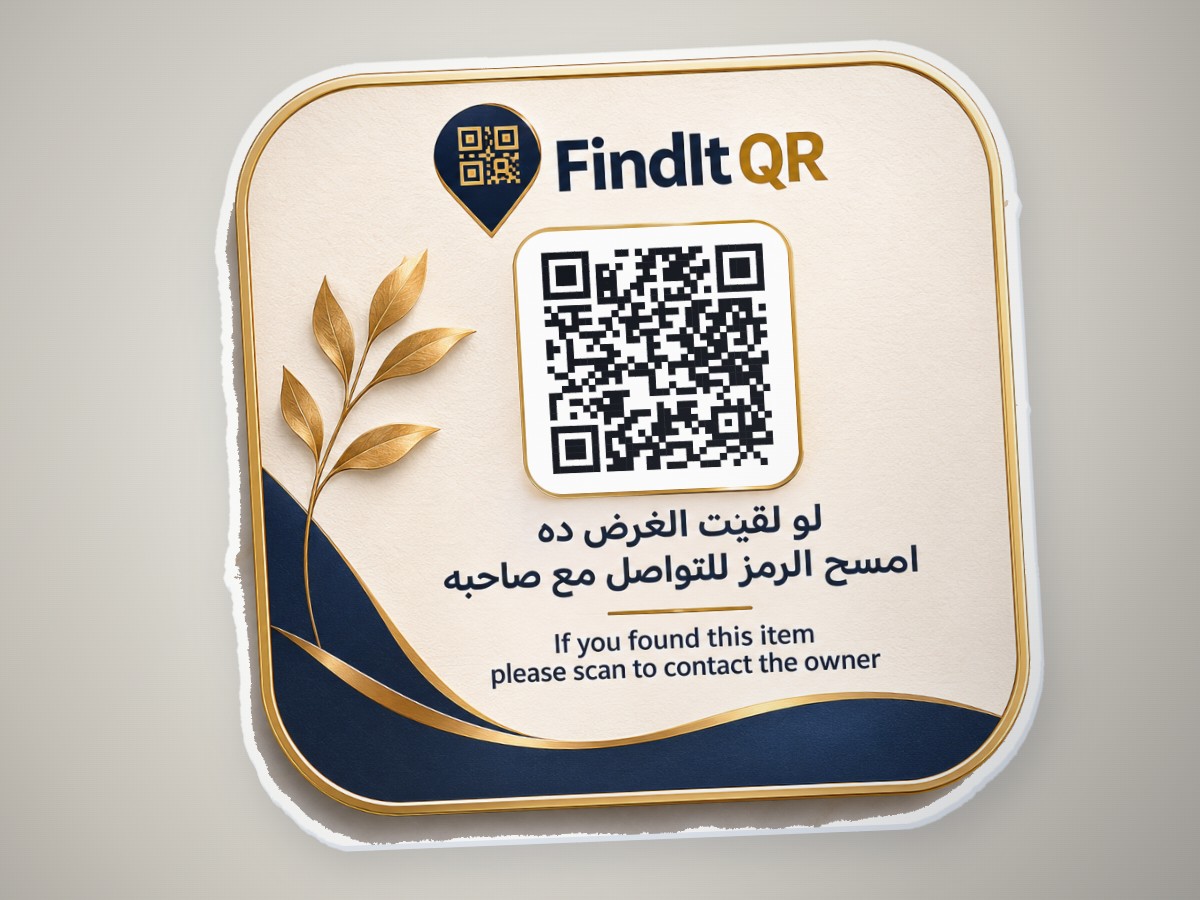 FindIt QR
لو لقيت الغرض ده
امسح الرمز للتواصل مع صاحبه
If you found this item
please scan to contact the owner